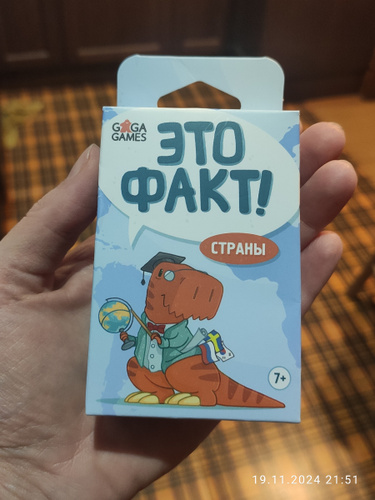 GAGA
GAMES
ЭТО
ФАКТ!
СТРАНЫ
7+
19.11.2024 21:51